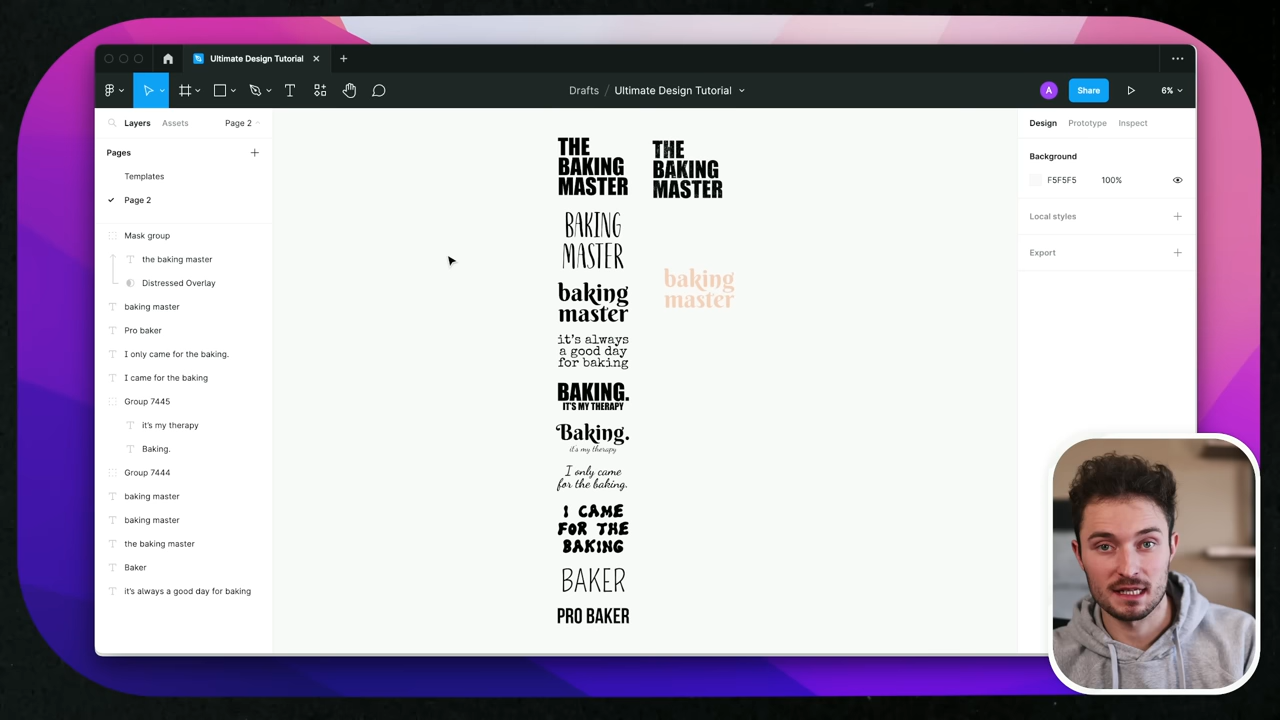 Ultimate Design Tutorial
Drafts / Ultimate Design Tutorial
A
Share
6%
Layers
Assets
Page 2
Design
Prototype
Inspect
Pages
Templates
Page 2
Background
F5F5F5
100%
Local styles
Export
Mask group
the baking master
Distressed Overlay
baking master
Pro baker
I only came for the baking.
I came for the baking
Group 7445
it's my therapy
Baking.
Group 7444
baking master
baking master
the baking master
Baker
it's always a good day for baking
THE
BAKING
MASTER
THE
BAKING
MASTER
BAKING
MASTER
baking
master
baking
master
it's always
a good day
for baking
BAKING.
IT'S MY THERAPY
Baking.
it's my therapy
I only came
for the baking.
I CAME
FOR THE
BAKING
BAKER
PRO BAKER